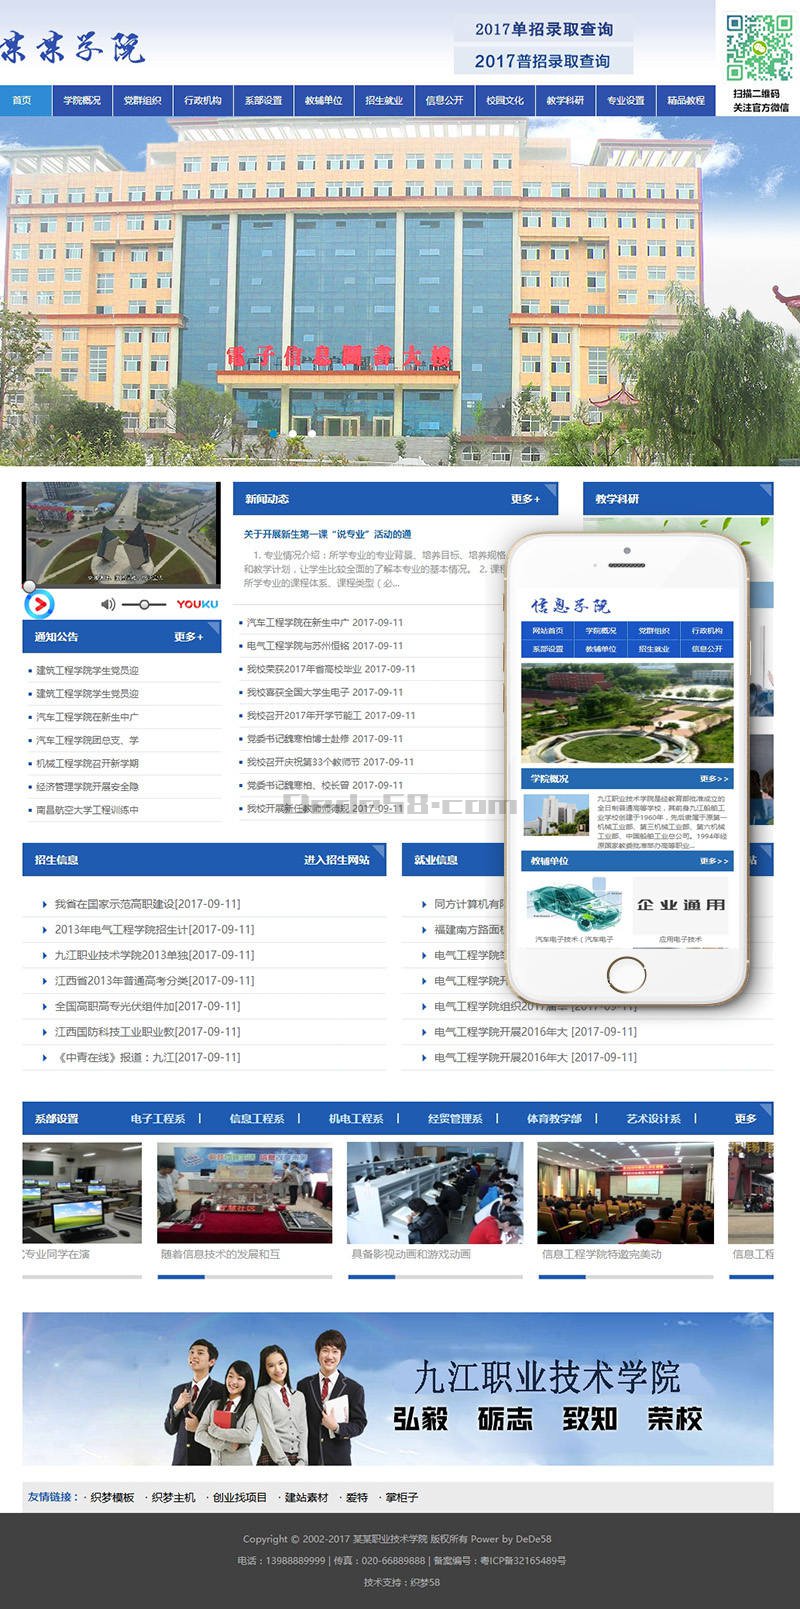 某某学院
2017单招录取查询
2017普招录取查询
扫描二维码
关注官方微信
首页 学院概况 党群组织 行政机构 系部设置 教辅单位 招生就业 信息公开 校园文化 教学科研 专业设置 精品教程
新闻动态 更多+
教学科研
关于开展新生第一课“说专业”活动的通
1. 专业情况介绍：所学专业的专业背景、培养目标、培养规格
和教学计划，让学生比较全面的了解本专业的基本情况。 2. 课程
所学专业的课程体系、课程类型（必...
YOUKU
通知公告 更多+
建筑工程学院学生党员迎
建筑工程学院学生党员迎
汽车工程学院在新生中广
汽车工程学院团总支、学
机械工程学院召开新学期
经济管理学院开展安全隐
南昌航空大学工程训练中
汽车工程学院在新生中广 2017-09-11
电气工程学院与苏州恒铭 2017-09-11
我校荣获2017年省高校毕业 2017-09-11
我校喜获全国大学生电子 2017-09-11
我校召开2017年开学节能工 2017-09-11
党委书记魏寒柏博士赴修 2017-09-11
我校召开庆祝第33个教师节 2017-09-11
党委书记魏寒柏、校长曾 2017-09-11
我校开展新任教师师德规 2017-09-11
Dede58.com
信息学院
网站首页 学院概况 党群组织 行政机构
系部设置 教辅单位 招生就业 信息公开
学院概况 更多>>
九江职业技术学院是经教育部批准成立的
全日制普通高等学校，其前身九江船舶工
业学校创建于1960年，先后隶属于原第一
机械工业部、第三机械工业部、第六机械
工业部、中国船舶工业总公司。1994年经
原国家教委批准举办高等职业...
教辅单位 更多>>
企业通用
汽车电子技术（汽车电子
应用电子技术
招生信息 进入招生网站
我省在国家示范高职建设[2017-09-11]
2013年电气工程学院招生计[2017-09-11]
九江职业技术学院2013单独[2017-09-11]
江西省2013年普通高考分类[2017-09-11]
全国高职高专光伏组件加[2017-09-11]
江西国防科技工业职业教[2017-09-11]
《中青在线》报道：九江[2017-09-11]
就业信息 站
同方计算机有
福建南方路面
电气工程学院
电气工程学院
电气工程学院组织2017届毕 [2017-09-11]
电气工程学院开展2016年大 [2017-09-11]
电气工程学院开展2016年大 [2017-09-11]
系部设置 电子工程系 | 信息工程系 | 机电工程系 | 经贸管理系 | 体育教学部 | 艺术设计系 | 更多
专业同学在演
随着信息技术的发展和互
具备影视动画和游戏动画
信息工程学院特邀完美动
信息工程
九江职业技术学院
弘毅 砺志 致知 荣校
友情链接： · 织梦模板 · 织梦主机 · 创业找项目 · 建站素材 · 爱特 · 掌柜子
Copyright © 2002-2017 某某职业技术学院 版权所有 Power by DeDe58
电话：13988889999 | 传真：020-66889888 | 备案编号：粤ICP备32165489号
技术支持：织梦58